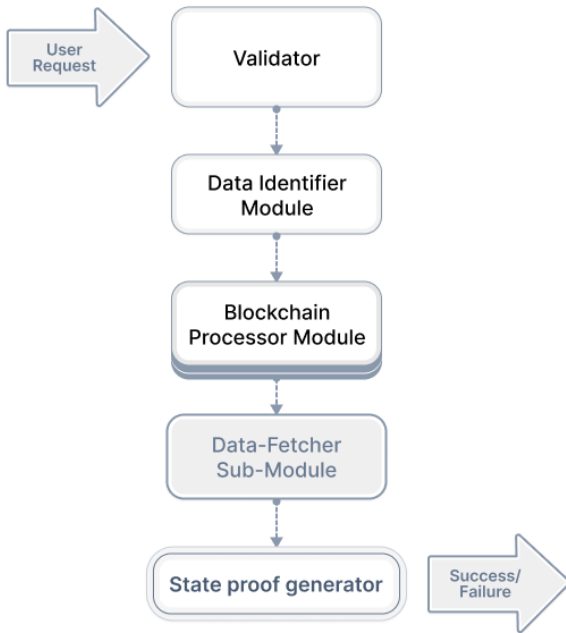 User
Request
Validator
Data Identifier
Module
Blockchain
Processor Module
Data-Fetcher
Sub-Module
State proof generator
Success/
Failure